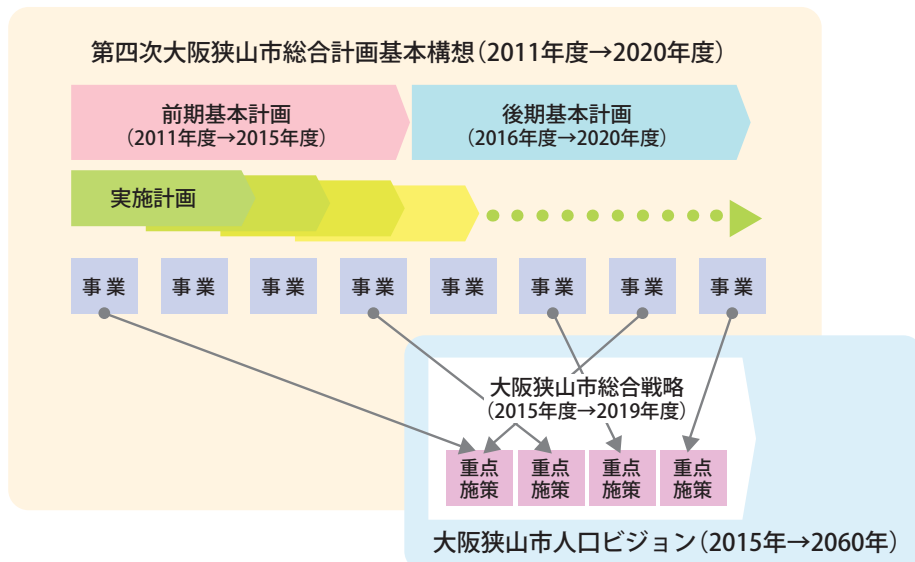 第四次大阪狭山市総合計画基本構想(2011年度→2020年度)
前期基本計画
(2011年度→2015年度)
後期基本計画
(2016年度→2020年度)
実施計画
事業 事業 事業 事業 事業 事業 事業 事業
大阪狭山市総合戦略
(2015年度→2019年度)
重点 重点 重点 重点
施策 施策 施策 施策
大阪狭山市人口ビジョン(2015年→2060年)